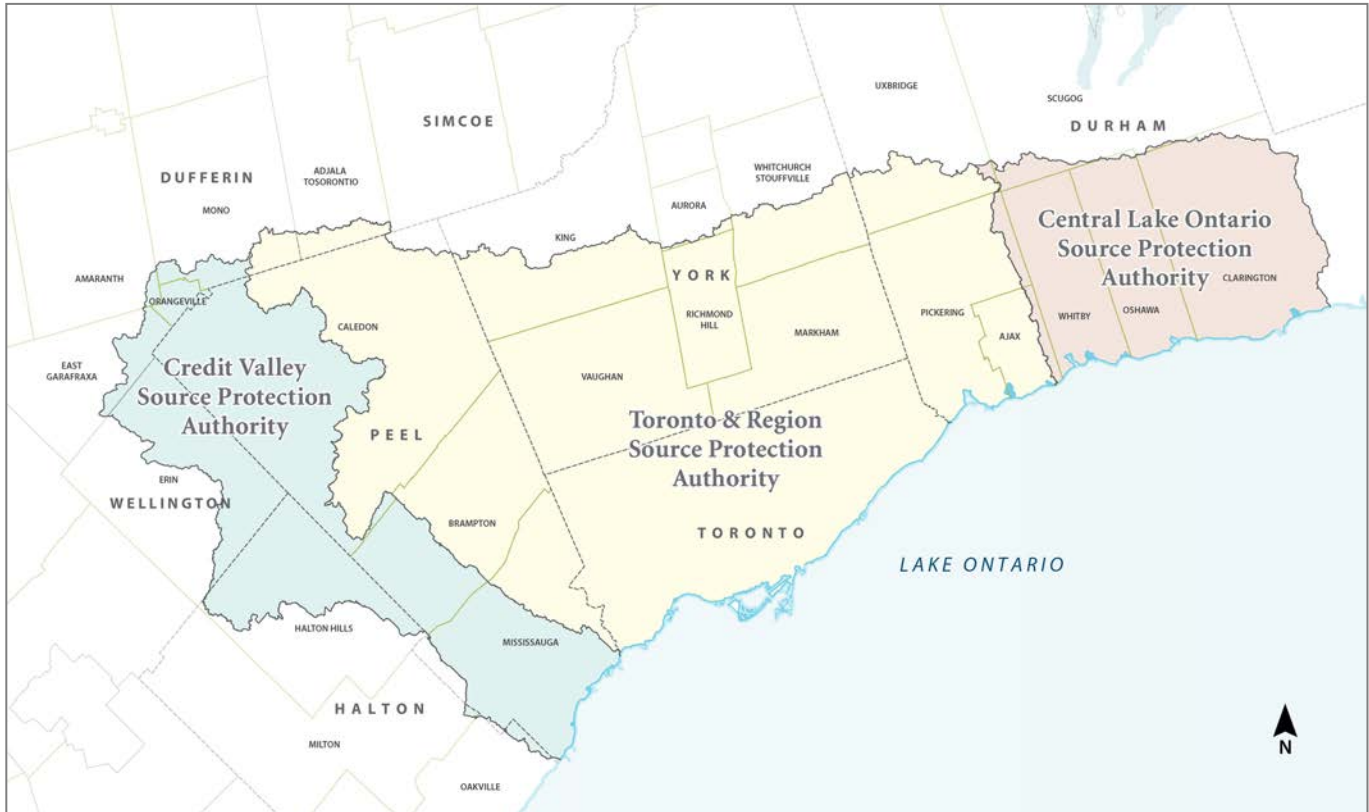 UXBRIDGE
SCUGOG
SIMCOE
DURHAM
DUFFERIN
ADJALA
TOSORONTIO
WHITCHURCH
STOUFFVILLE
MONO
AURORA
KING
Central Lake Ontario
Source Protection
Authority
AMARANTH
YORK
CLARINGTON
ORANGEVILLE
RICHMOND
HILL
PICKERING
WHITBY
OSHAWA
CALEDON
MARKHAM
AJAX
EAST
GARAFRAXA
Credit Valley
Source Protection
Authority
VAUGHAN
Toronto & Region
Source Protection
Authority
PEEL
ERIN
WELLINGTON
BRAMPTON
TORONTO
LAKE ONTARIO
HALTON HILLS
MISSISSAUGA
HALTON
MILTON
N
OAKVILLE